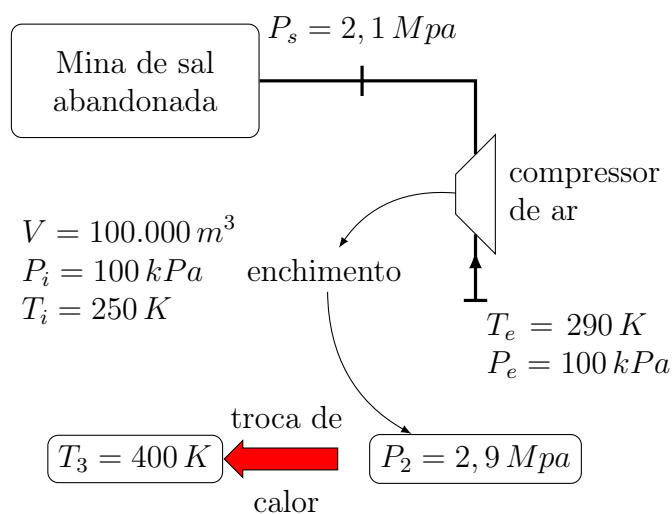 P_s = 2, 1 Mpa
Mina de sal
abandonada
compressor
de ar
V = 100.000 m³
P_i = 100 kPa
T_i = 250 K
enchimento
T_e = 290 K
P_e = 100 kPa
troca de
T_3 = 400 K
P_2 = 2, 9 Mpa
calor